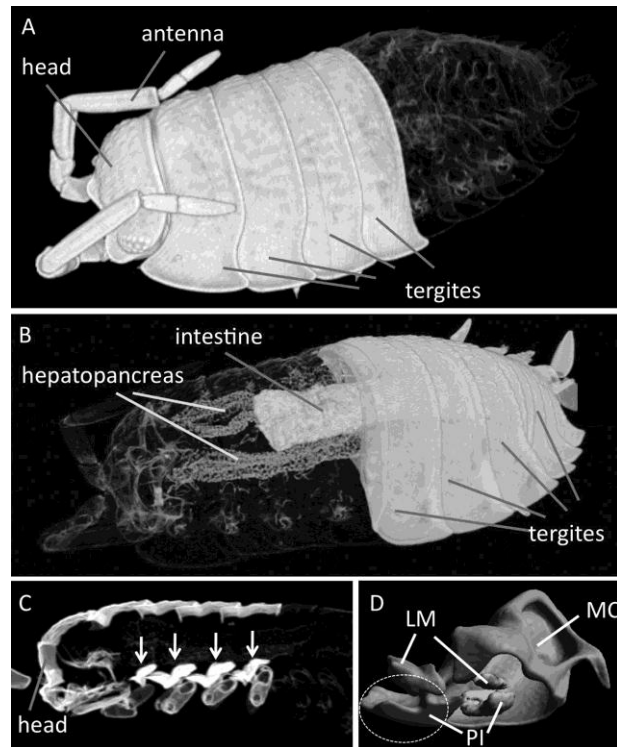 A
antenna
head
tergites
B
intestine
hepatopancreas
tergites
C
head
D
LM
MC
PI